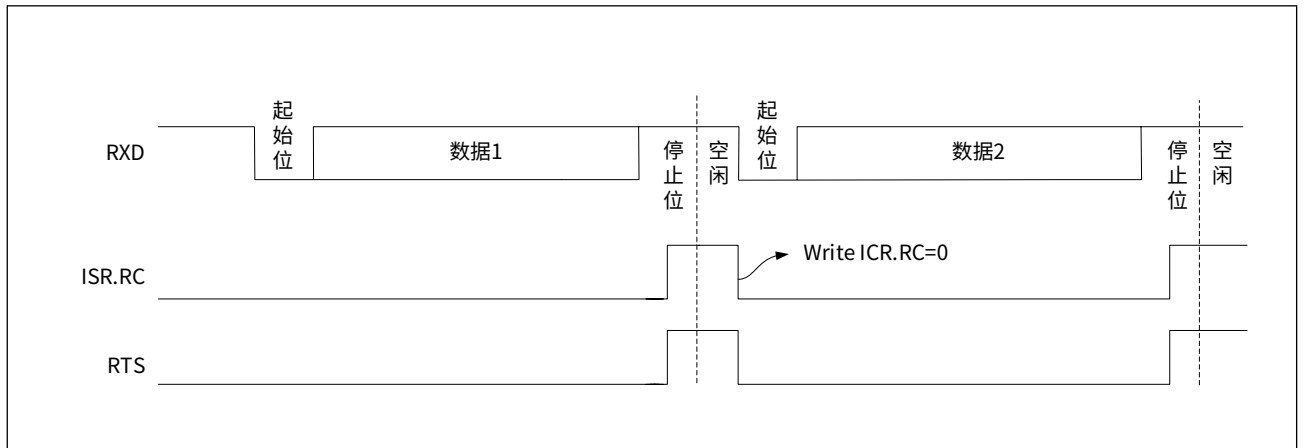 RXD
起始位
数据1
停止位
空闲
起始位
数据2
停止位
空闲
ISR.RC
Write ICR.RC=0
RTS